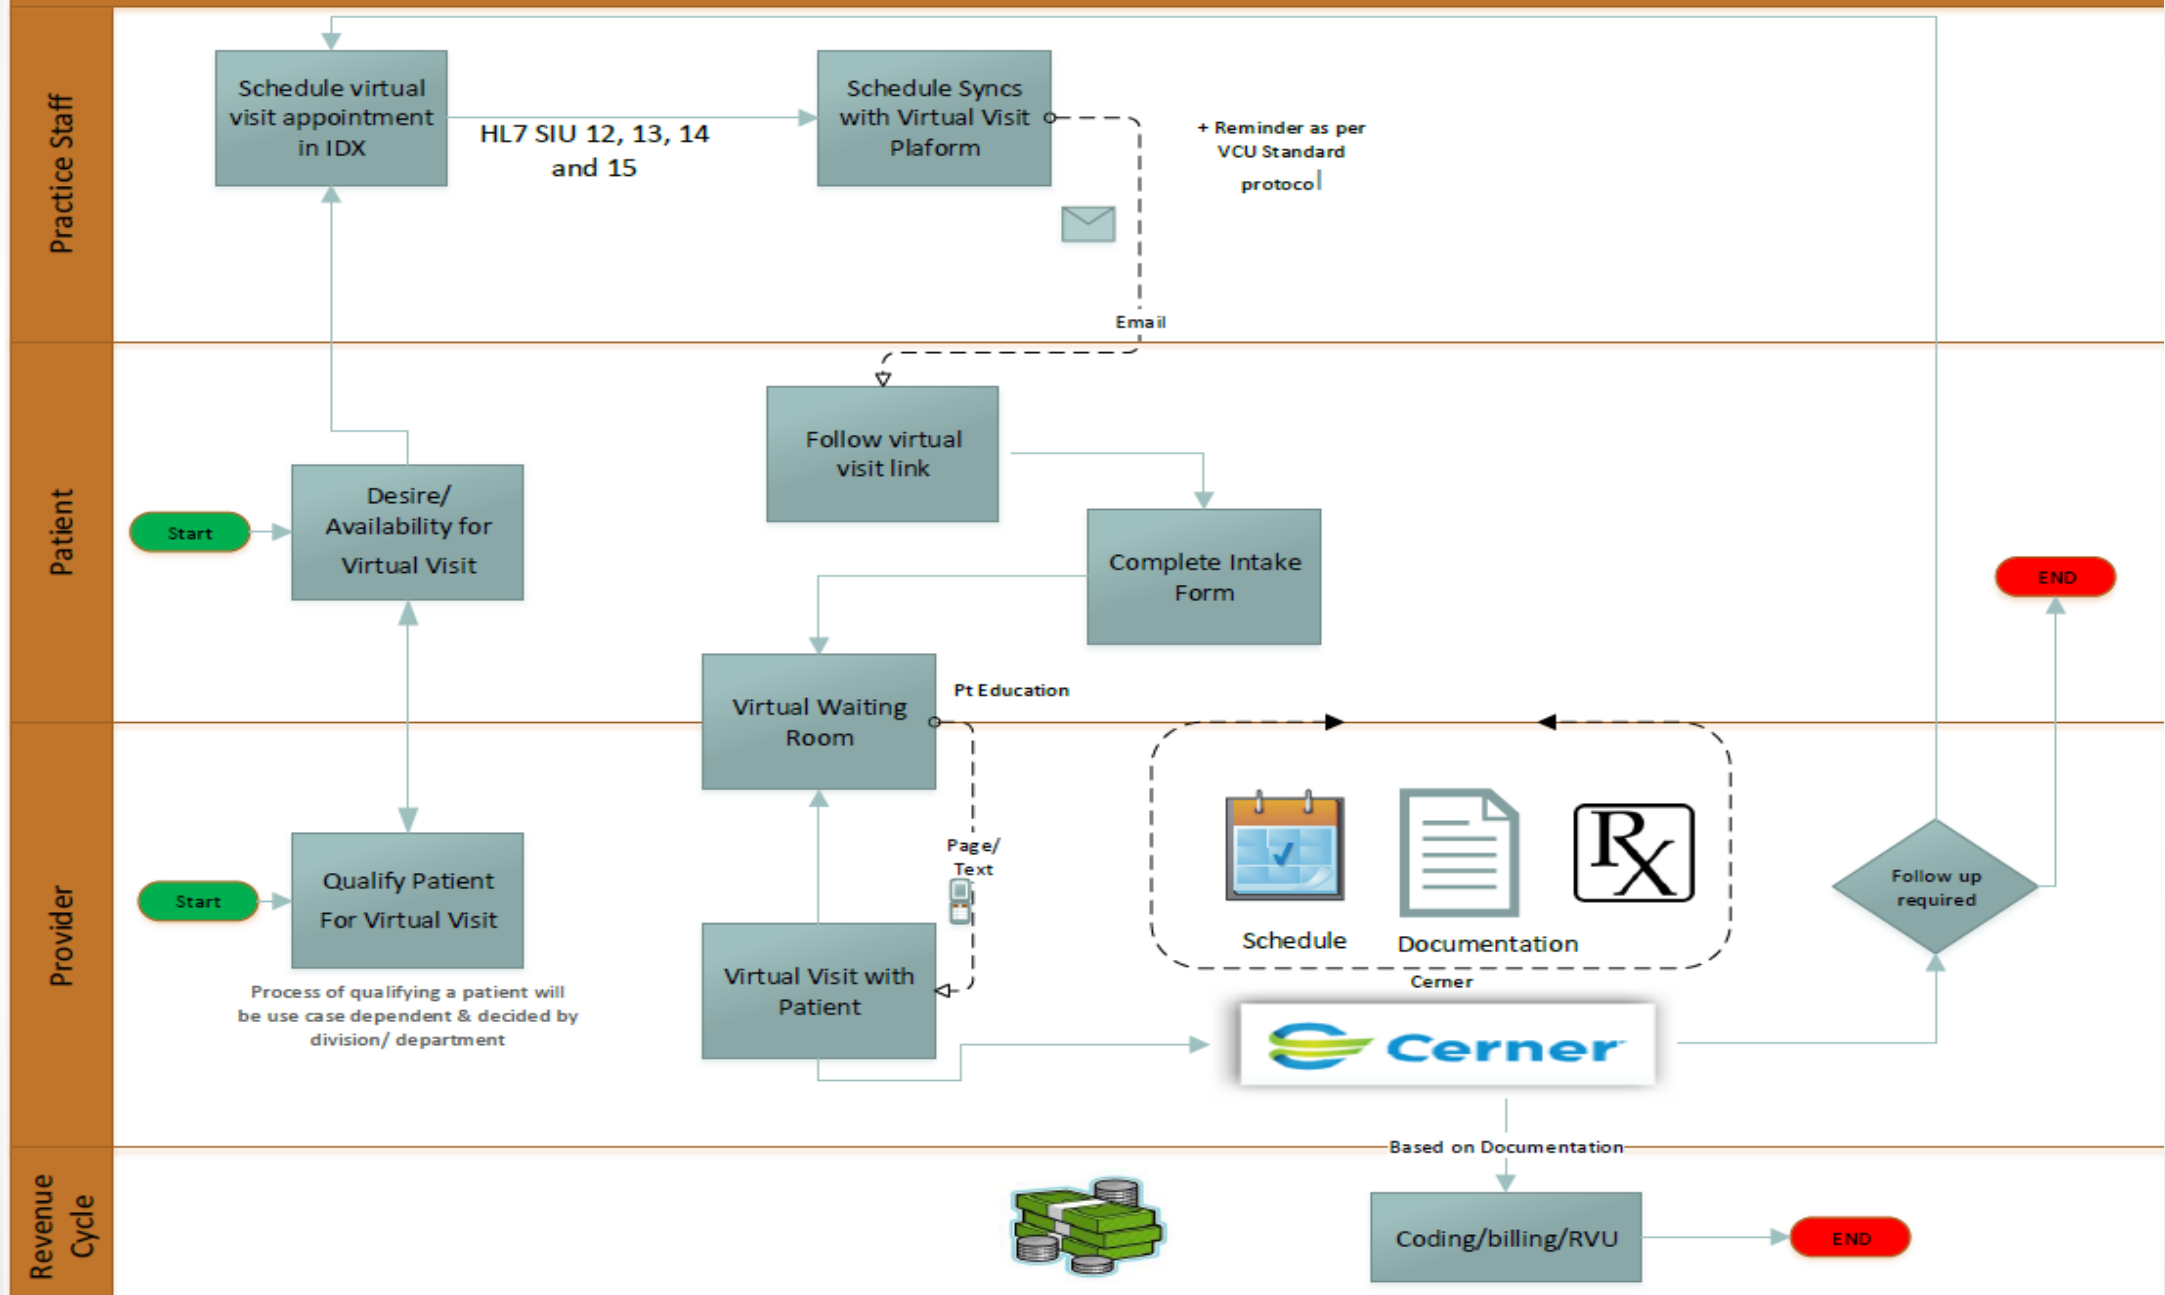 Practice Staff
Schedule virtual
visit appointment
in IDX
HL7 SIU 12, 13, 14
and 15
Schedule Syncs
with Virtual Visit
Plaform
+ Reminder as per
VCU Standard
protocol
Email
Patient
Start
Desire/
Availability for
Virtual Visit
Follow virtual
visit link
Complete Intake
Form
END
Virtual Waiting
Room
Pt Education
Provider
Start
Qualify Patient
For Virtual Visit
Process of qualifying a patient will
be use case dependent & decided by
division/ department
Page/
Text
Virtual Visit with
Patient
Schedule
Documentation
Rx
Cerner
Cerner
Follow up
required
Based on Documentation
Revenue
Cycle
Coding/billing/RVU
END